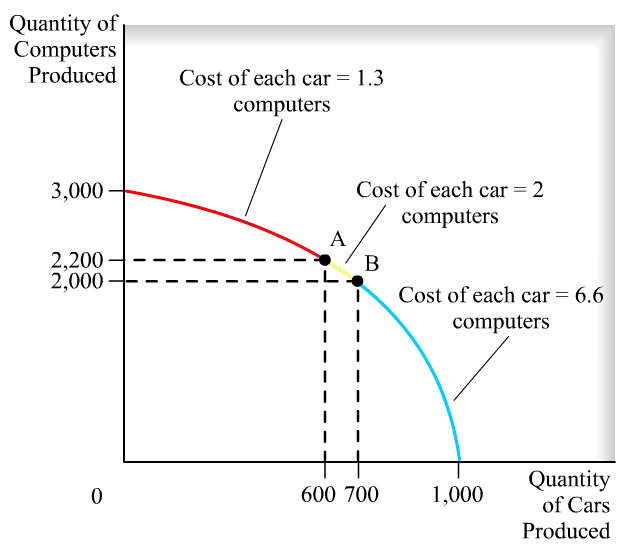 Quantity of
Computers
Produced
Cost of each car = 1.3
computers
3,000
Cost of each car = 2
computers
A
2,200
B
2,000
Cost of each car = 6.6
computers
0
600
700
1,000
Quantity
of Cars
Produced